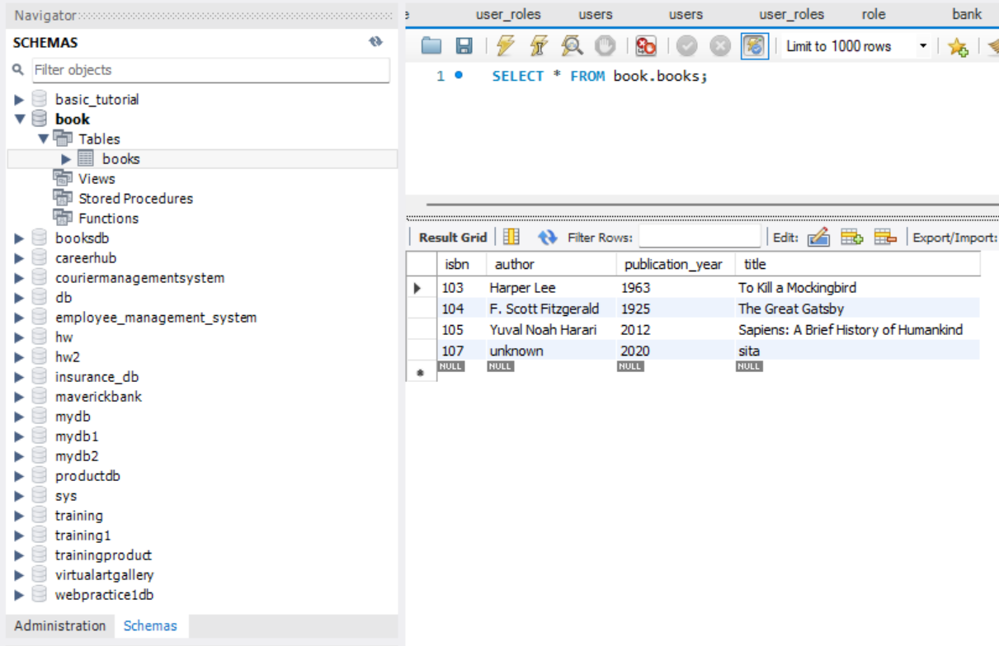 Navigator
SCHEMAS
Filter objects
basic_tutorial
book
Tables
books
Views
Stored Procedures
Functions
booksdb
careerhub
couriermanagementsystem
db
employee_management_system
hw
hw2
insurance_db
maverickbank
mydb
mydb1
mydb2
productdb
sys
training
training1
trainingproduct
virtualartgallery
webpractice1db
Administration Schemas
user_roles users users user_roles role bank
Limit to 1000 rows
1 SELECT * FROM book.books;
Result Grid Filter Rows: Edit: Export/Import:
isbn author publication_year title
103 Harper Lee 1963 To Kill a Mockingbird
104 F. Scott Fitzgerald 1925 The Great Gatsby
105 Yuval Noah Harari 2012 Sapiens: A Brief History of Humankind
107 unknown 2020 sita
NULL NULL NULL NULL